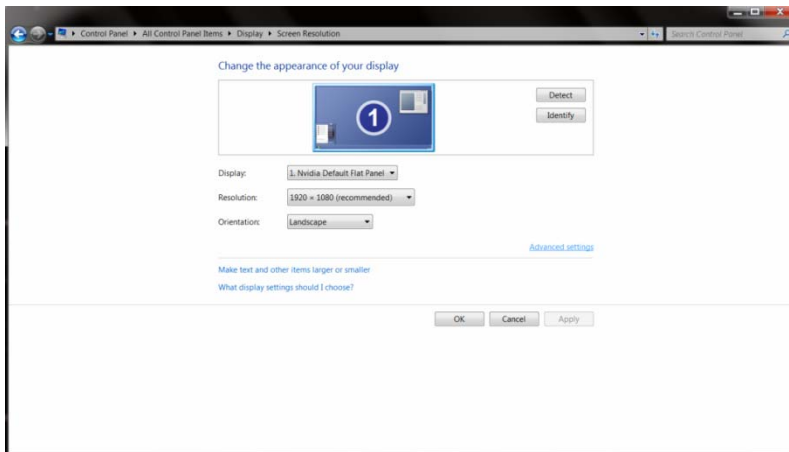 Control Panel ▸ All Control Panel Items ▸ Display ▸ Screen Resolution
Search Control Panel
Change the appearance of your display
1
Detect
Identify
Display: 1. Nvidia Default Flat Panel
Resolution: 1920 × 1080 (recommended)
Orientation: Landscape
Advanced settings
Make text and other items larger or smaller
What display settings should I choose?
OK Cancel Apply